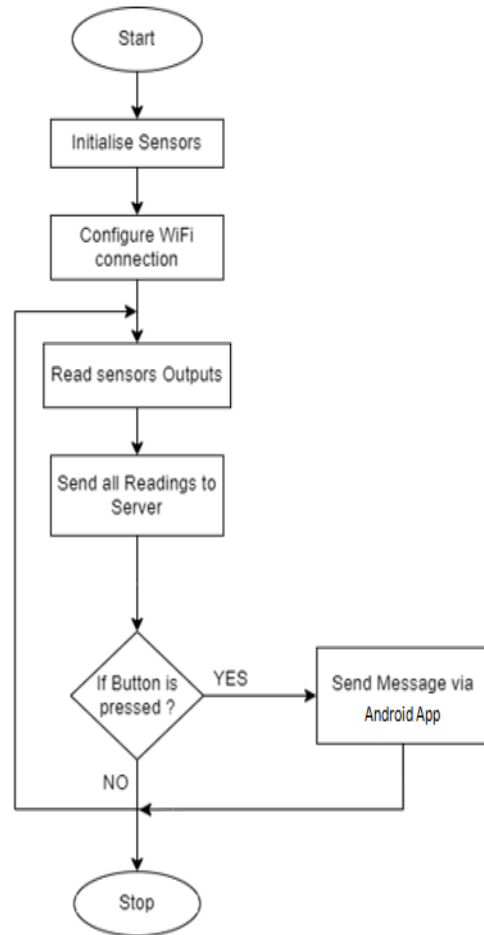 Start
Initialise Sensors
Configure WiFi
connection
Read sensors Outputs
Send all Readings to
Server
If Button is
pressed ?
YES
Send Message via
Android App
NO
Stop